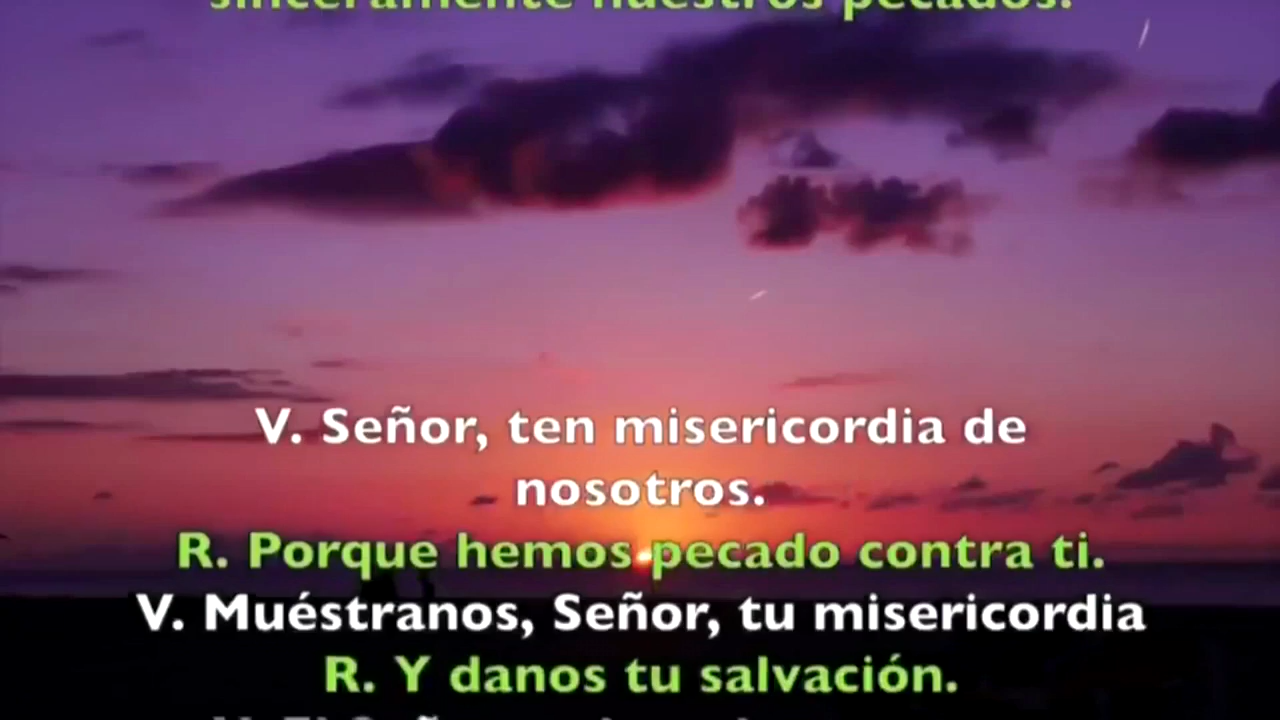 sinceramente nuestros pecados.
V. Señor, ten misericordia de
nosotros.
R. Porque hemos pecado contra ti.
V. Muéstranos, Señor, tu misericordia
R. Y danos tu salvación.